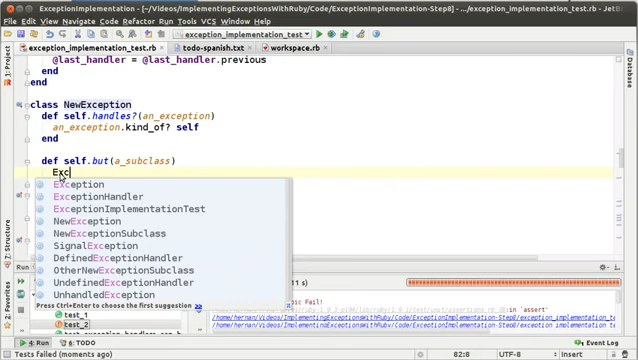 ExceptionImplementation - [~/Videos/ImplementingExceptionsWithRuby/Code/ExceptionImplementation-Step8] - .../exception_implementation_test.rb) - JetB
File Edit View Navigate Code Refactor Run Tools VCS Window Help
exception_implementation_test
exception_implementation_test.rb × todo-spanish.txt × workspace.rb ×
@last_handler = @last_handler.previous
end
end
class NewException
def self.handles?(an_exception)
an_exception.kind_of? self
end
def self.but(a_subclass)
Exc
Exception
ExceptionHandler
ExceptionImplementationTest
NewException
NewExceptionSubclass
SignalException
DefinedExceptionHandler
OtherNewExceptionSubclass
UndefinedExceptionHandler
UnhandledException
Press Ctrl+Enter to choose the first suggestion >>
1: Project
7: Structure
2: Favorites
Database
Run
test_1
test_2
:in `assert'
/home/hernan/Videos/ImplementingExceptionsWithRuby/Code/ExceptionImplementation-Step8/exception_implementation_te
/home/hernan/Videos/ImplementingExceptionsWithRuby/Code/ExceptionImplementation-Step8/exception_implementation_te
4: Run 6: TODO
Tests failed (moments ago) 82:8 UTF-8 Insert